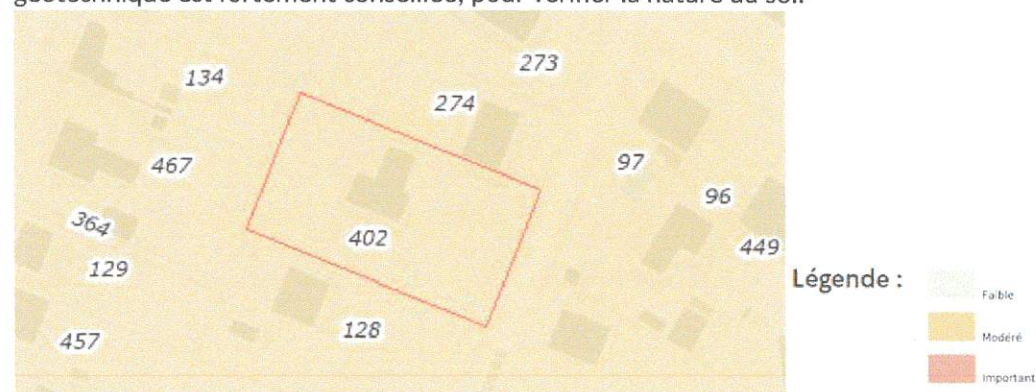 géotechnique est fortement conseillée, pour vérifier la nature du sol.
134
273
274
467
97
96
364
402
449
129
128
457
Légende :
Faible
Modéré
Important